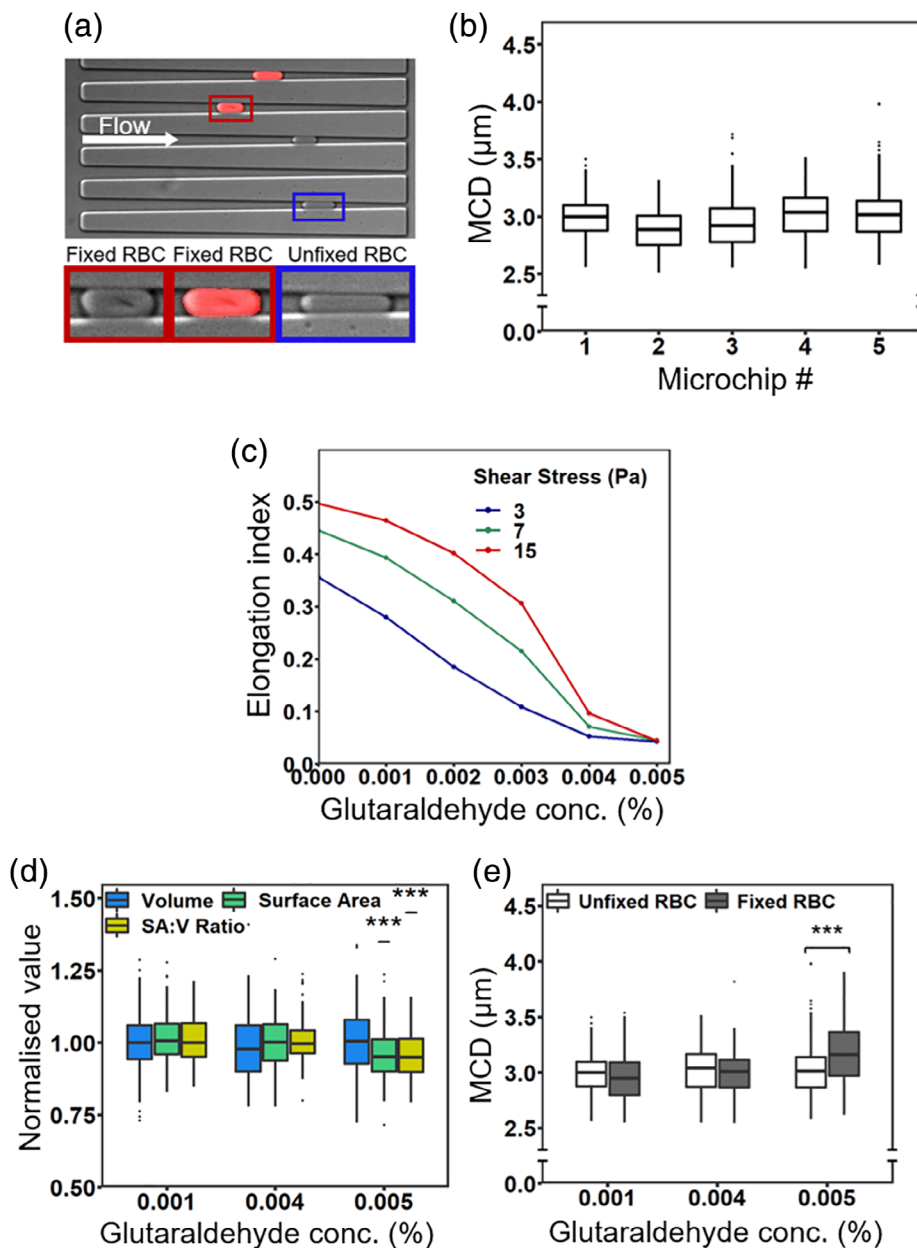 (a)
Flow
Fixed RBC Fixed RBC Unfixed RBC
(b)
4.5
4.0
3.5
3.0
2.5
0.0
MCD (µm)
1 2 3 4 5
Microchip #
(c)
Shear Stress (Pa)
3
7
15
0.5
0.4
0.3
0.2
0.1
0.0
Elongation index
0.000 0.001 0.002 0.003 0.004 0.005
Glutaraldehyde conc. (%)
(d)
1.50
1.25
1.00
0.75
0.50
Normalised value
Volume Surface Area
SA:V Ratio
***
***
0.001 0.004 0.005
Glutaraldehyde conc. (%)
(e)
4.5
4.0
3.5
3.0
2.5
0.0
MCD (µm)
Unfixed RBC Fixed RBC
***
0.001 0.004 0.005
Glutaraldehyde conc. (%)